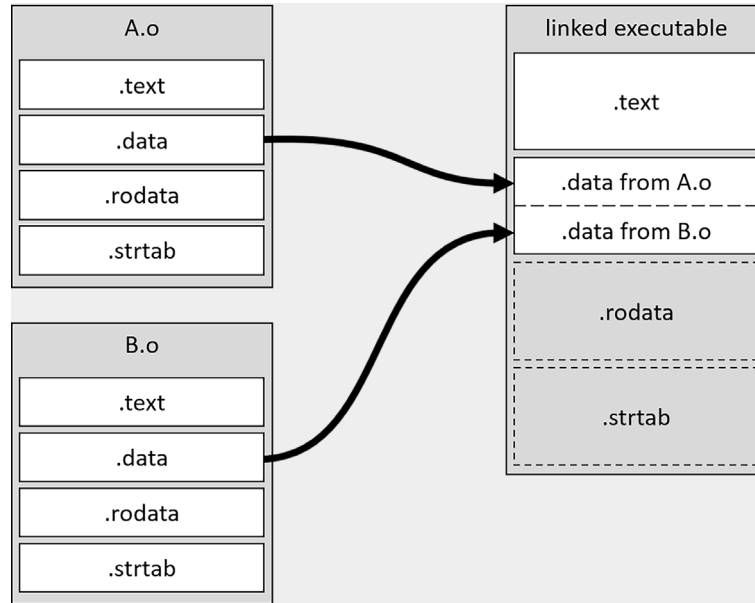 A.o
.text
.data
.rodata
.strtab
B.o
.text
.data
.rodata
.strtab
linked executable
.text
.data from A.o
.data from B.o
.rodata
.strtab